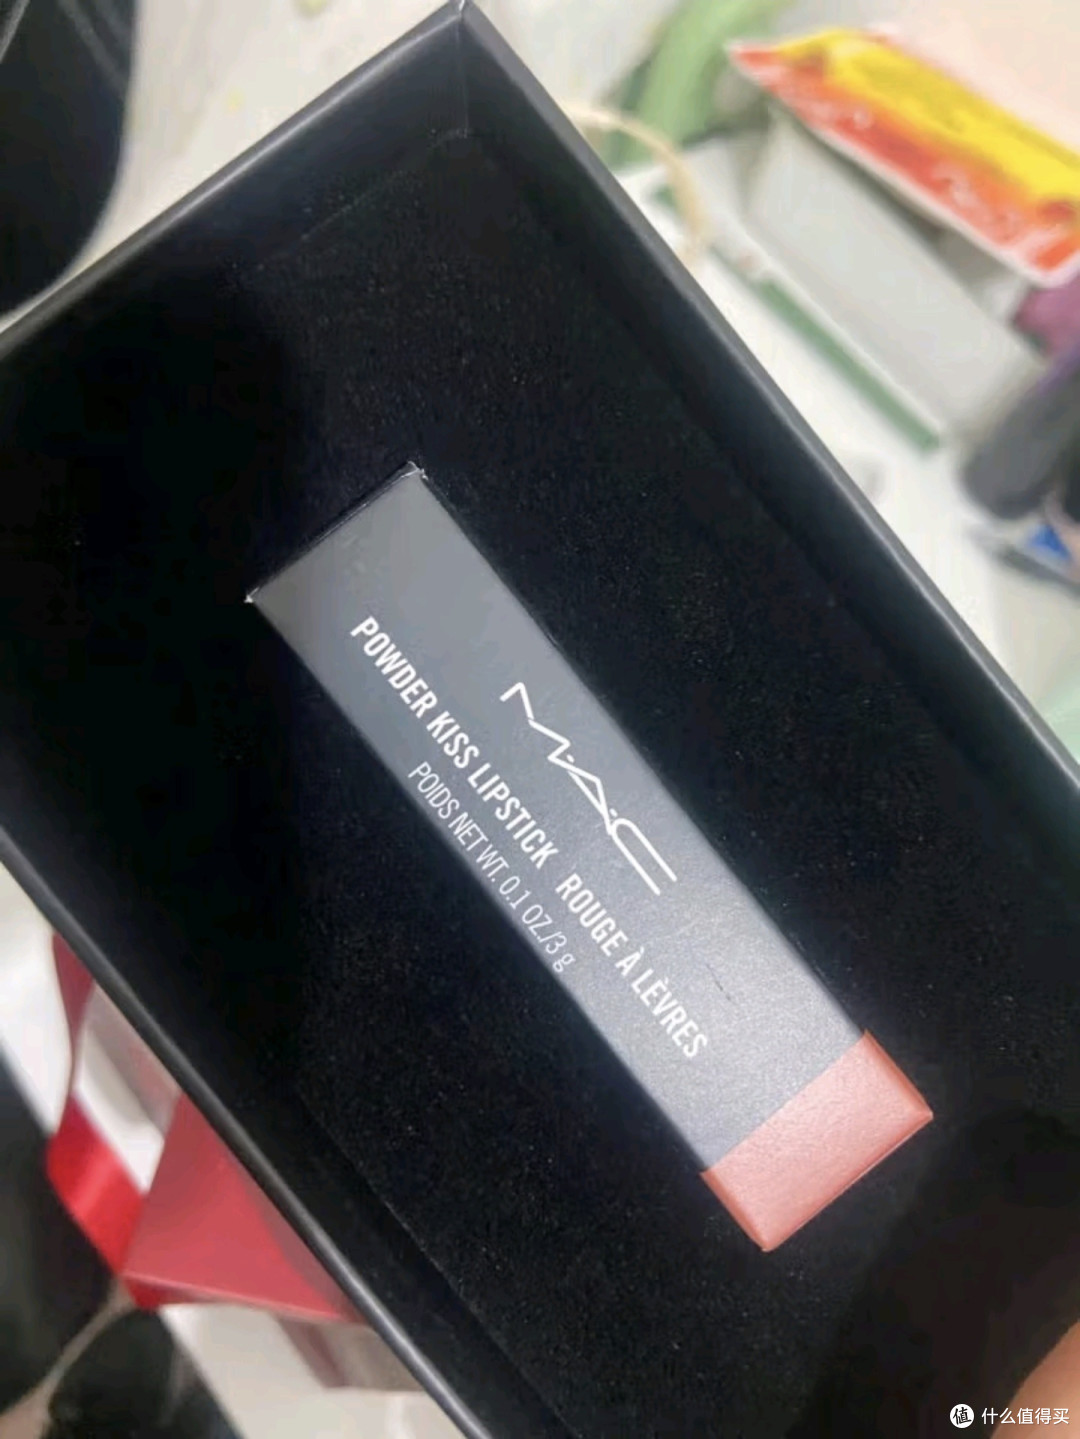 M·A·C
POWDER KISS LIPSTICK ROUGE À LÈVRES
POIDS NET WT. 0.1 OZ/3 g
值 什么值得买